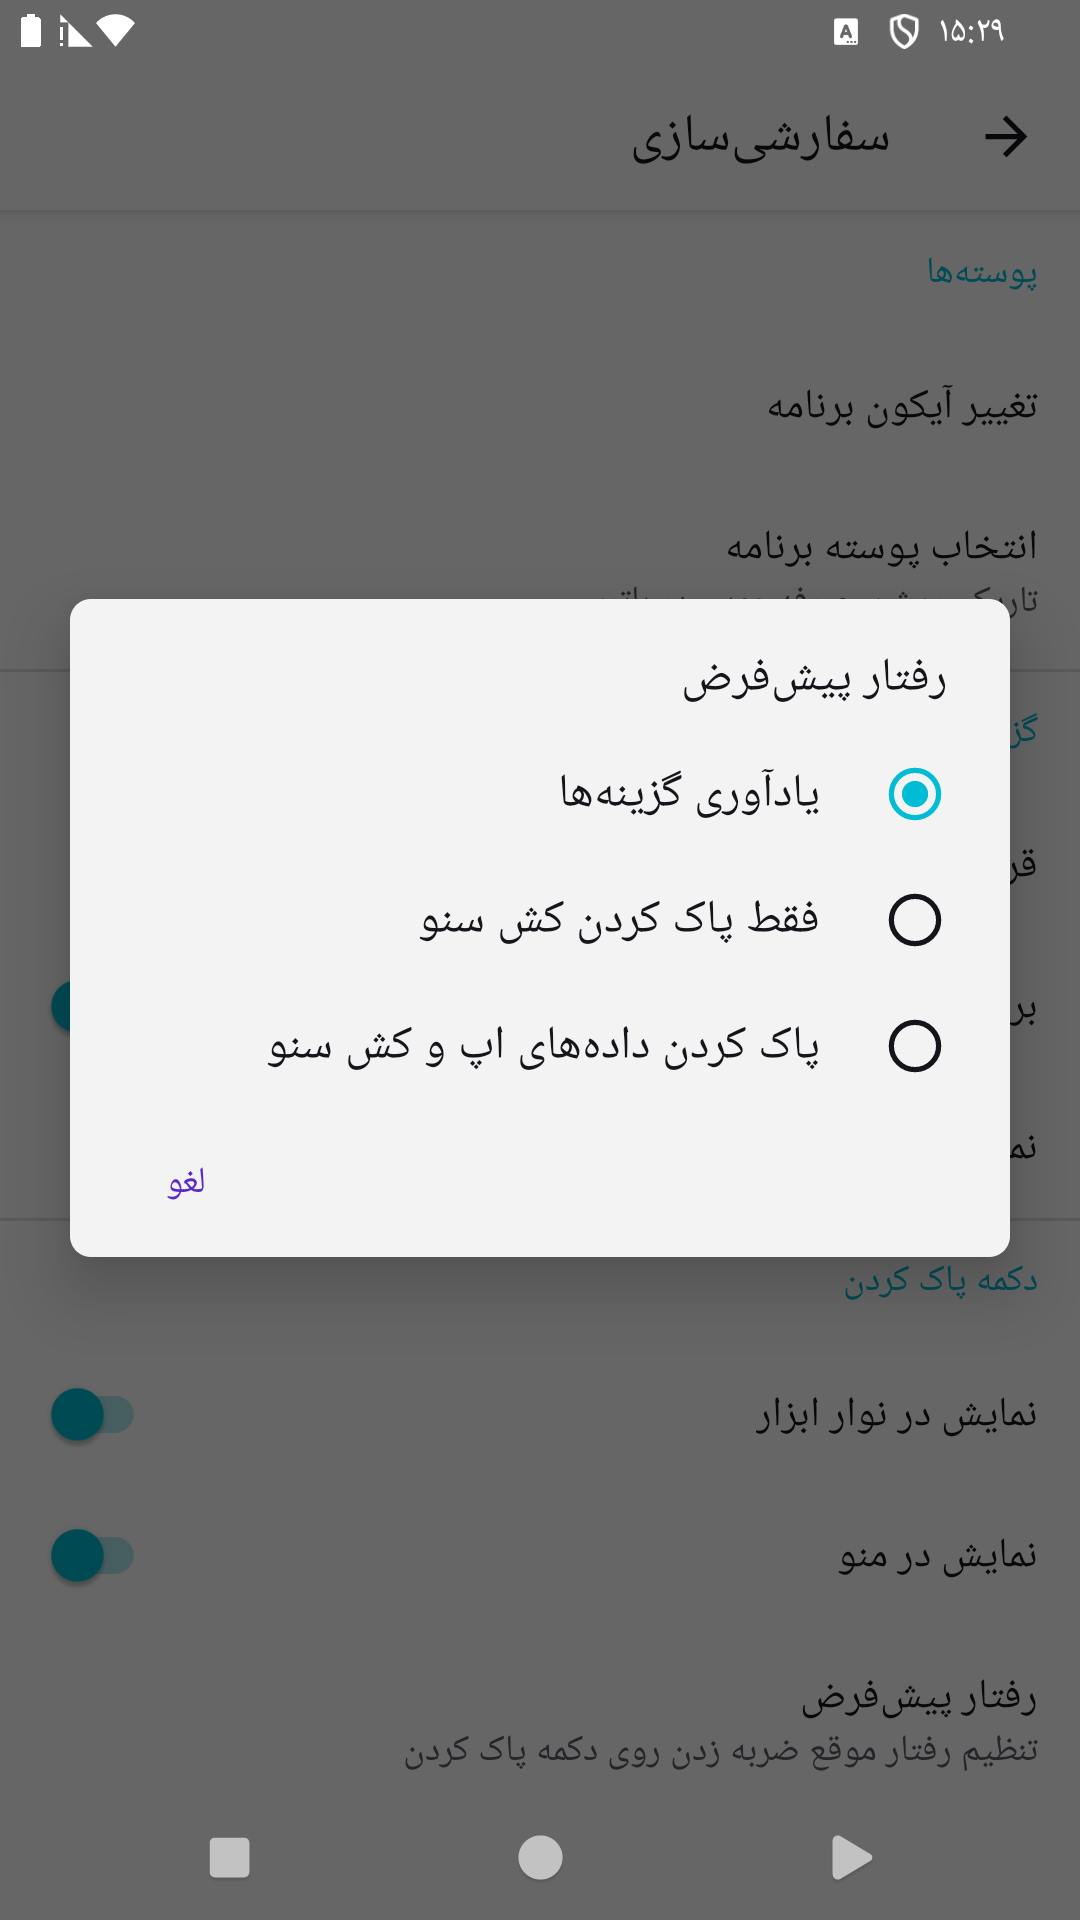 ۱۵:۲۹
سفارشی‌سازی
پوسته‌ها
تغییر آیکون برنامه
انتخاب پوسته برنامه
رفتار پیش‌فرض
یادآوری گزینه‌ها
فقط پاک کردن کش سنو
پاک کردن داده‌های اپ و کش سنو
لغو
دکمه پاک کردن
نمایش در نوار ابزار
نمایش در منو
رفتار پیش‌فرض
تنظیم رفتار موقع ضربه زدن روی دکمه پاک کردن